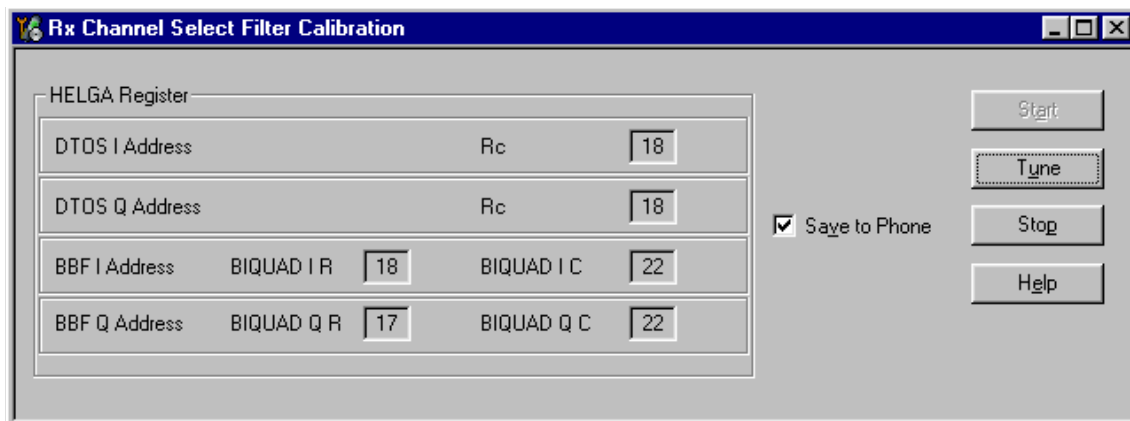 Rx Channel Select Filter Calibration
HELGA Register
DTOS I Address Rc 18
DTOS Q Address Rc 18
BBF I Address BIQUAD I R 18 BIQUAD I C 22
BBF Q Address BIQUAD Q R 17 BIQUAD Q C 22
Save to Phone
Start
Tune
Stop
Help